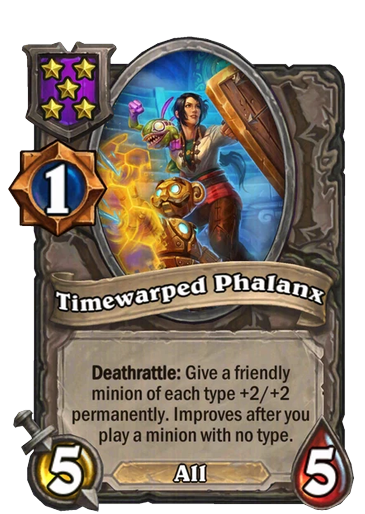 1
Timewarped Phalanx
Deathrattle: Give a friendly
minion of each type +2/+2
permanently. Improves after you
play a minion with no type.
5
All
5